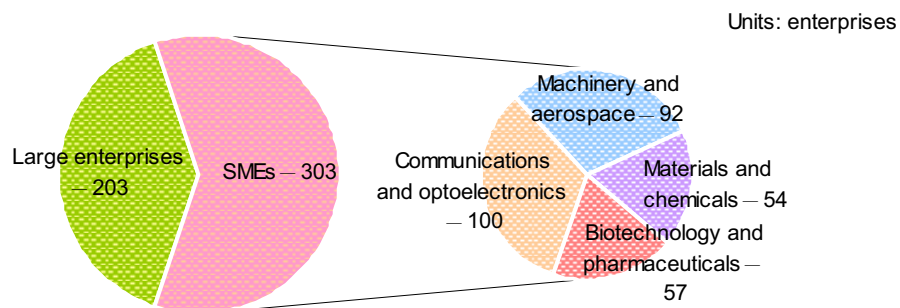 Units: enterprises
Large enterprises
— 203
SMEs — 303
Machinery and
aerospace — 92
Communications
and optoelectronics
— 100
Materials and
chemicals — 54
Biotechnology and
pharmaceuticals —
57